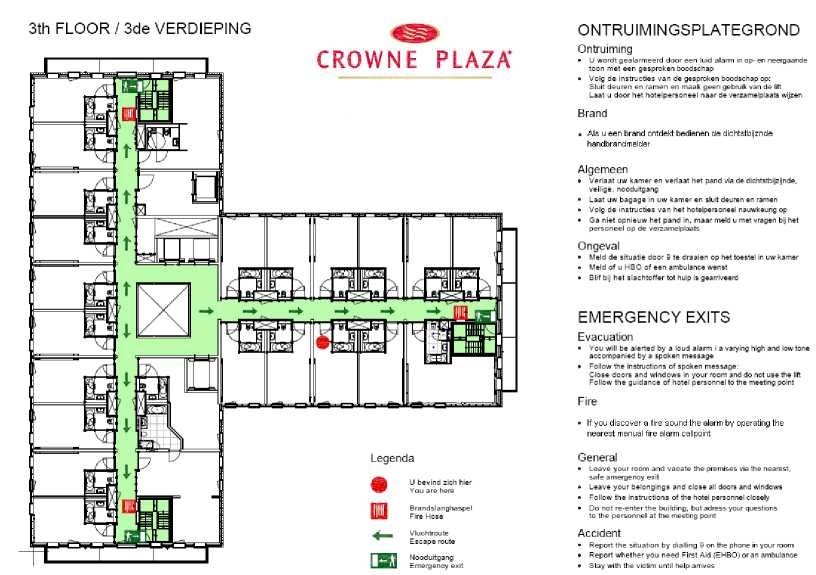 3th FLOOR / 3de VERDIEPING
CROWNE PLAZA
ONTRUIMINGSPLATEGROND
Ontruiming
• U wordt gealarmeerd door een luid alarm in op- en neergaande
toon met een gesproken boodschap
• Volg de instructies van de gesproken boodschap op:
Sluit deuren en ramen en maak geen gebruik van de lift
Laat u door het hotelpersoneel naar de verzamelplaats wijzen
Brand
• Als u een brand ontdekt bedienen de dichtstbijznde
handbrandmelder
Algemeen
• Verlaat uw kamer en verlaat het pand via de dichtstbijzijnde,
veilige, nooduitgang
• Laat uw bagage in uw kamer en sluit deuren en ramen
• Volg de instructies van het hotelpersoneel nauwkeurig op
• Ga niet opnieuw het pand in, maar meld u met vragen bij het
personeel op de verzamelplaats
Ongeval
• Meld de situatie door 9 te draaien op het toestel in uw kamer
• Meld of u HBO of een ambulance wenst
• Blijf bij het slachtoffer tot hulp is gearriveerd
EMERGENCY EXITS
Evacuation
• You will be alerted by a loud alarm i a varying high and low tone
accompanied by a spoken message
• Follow the instructions of spoken message:
Close doors and windows in your room and do not use the lift
Follow the guidance of hotel personnel to the meeting point
Fire
• If you discover a fire sound the alarm by operating the
nearest manual fire alarm callpoint
General
• Leave your room and vacate the premises via the nearest,
safe emergency exit
• Leave your belongings and close all doors and windows
• Follow the instructions of the hotel personnel closely
• Do not re-enter the building, but adress your questions
to the personnel at the meeting point
Accident
• Report the situation by dialling 9 on the phone in your room
• Report whether you need First Aid (EHBO) or an ambulance
• Stay with the victim until help arrives
Legenda
U bevind zich hier
You are here
Brandslanghaspel
Fire Hose
Vluchtroute
Escape route
Nooduitgang
Emergency exit